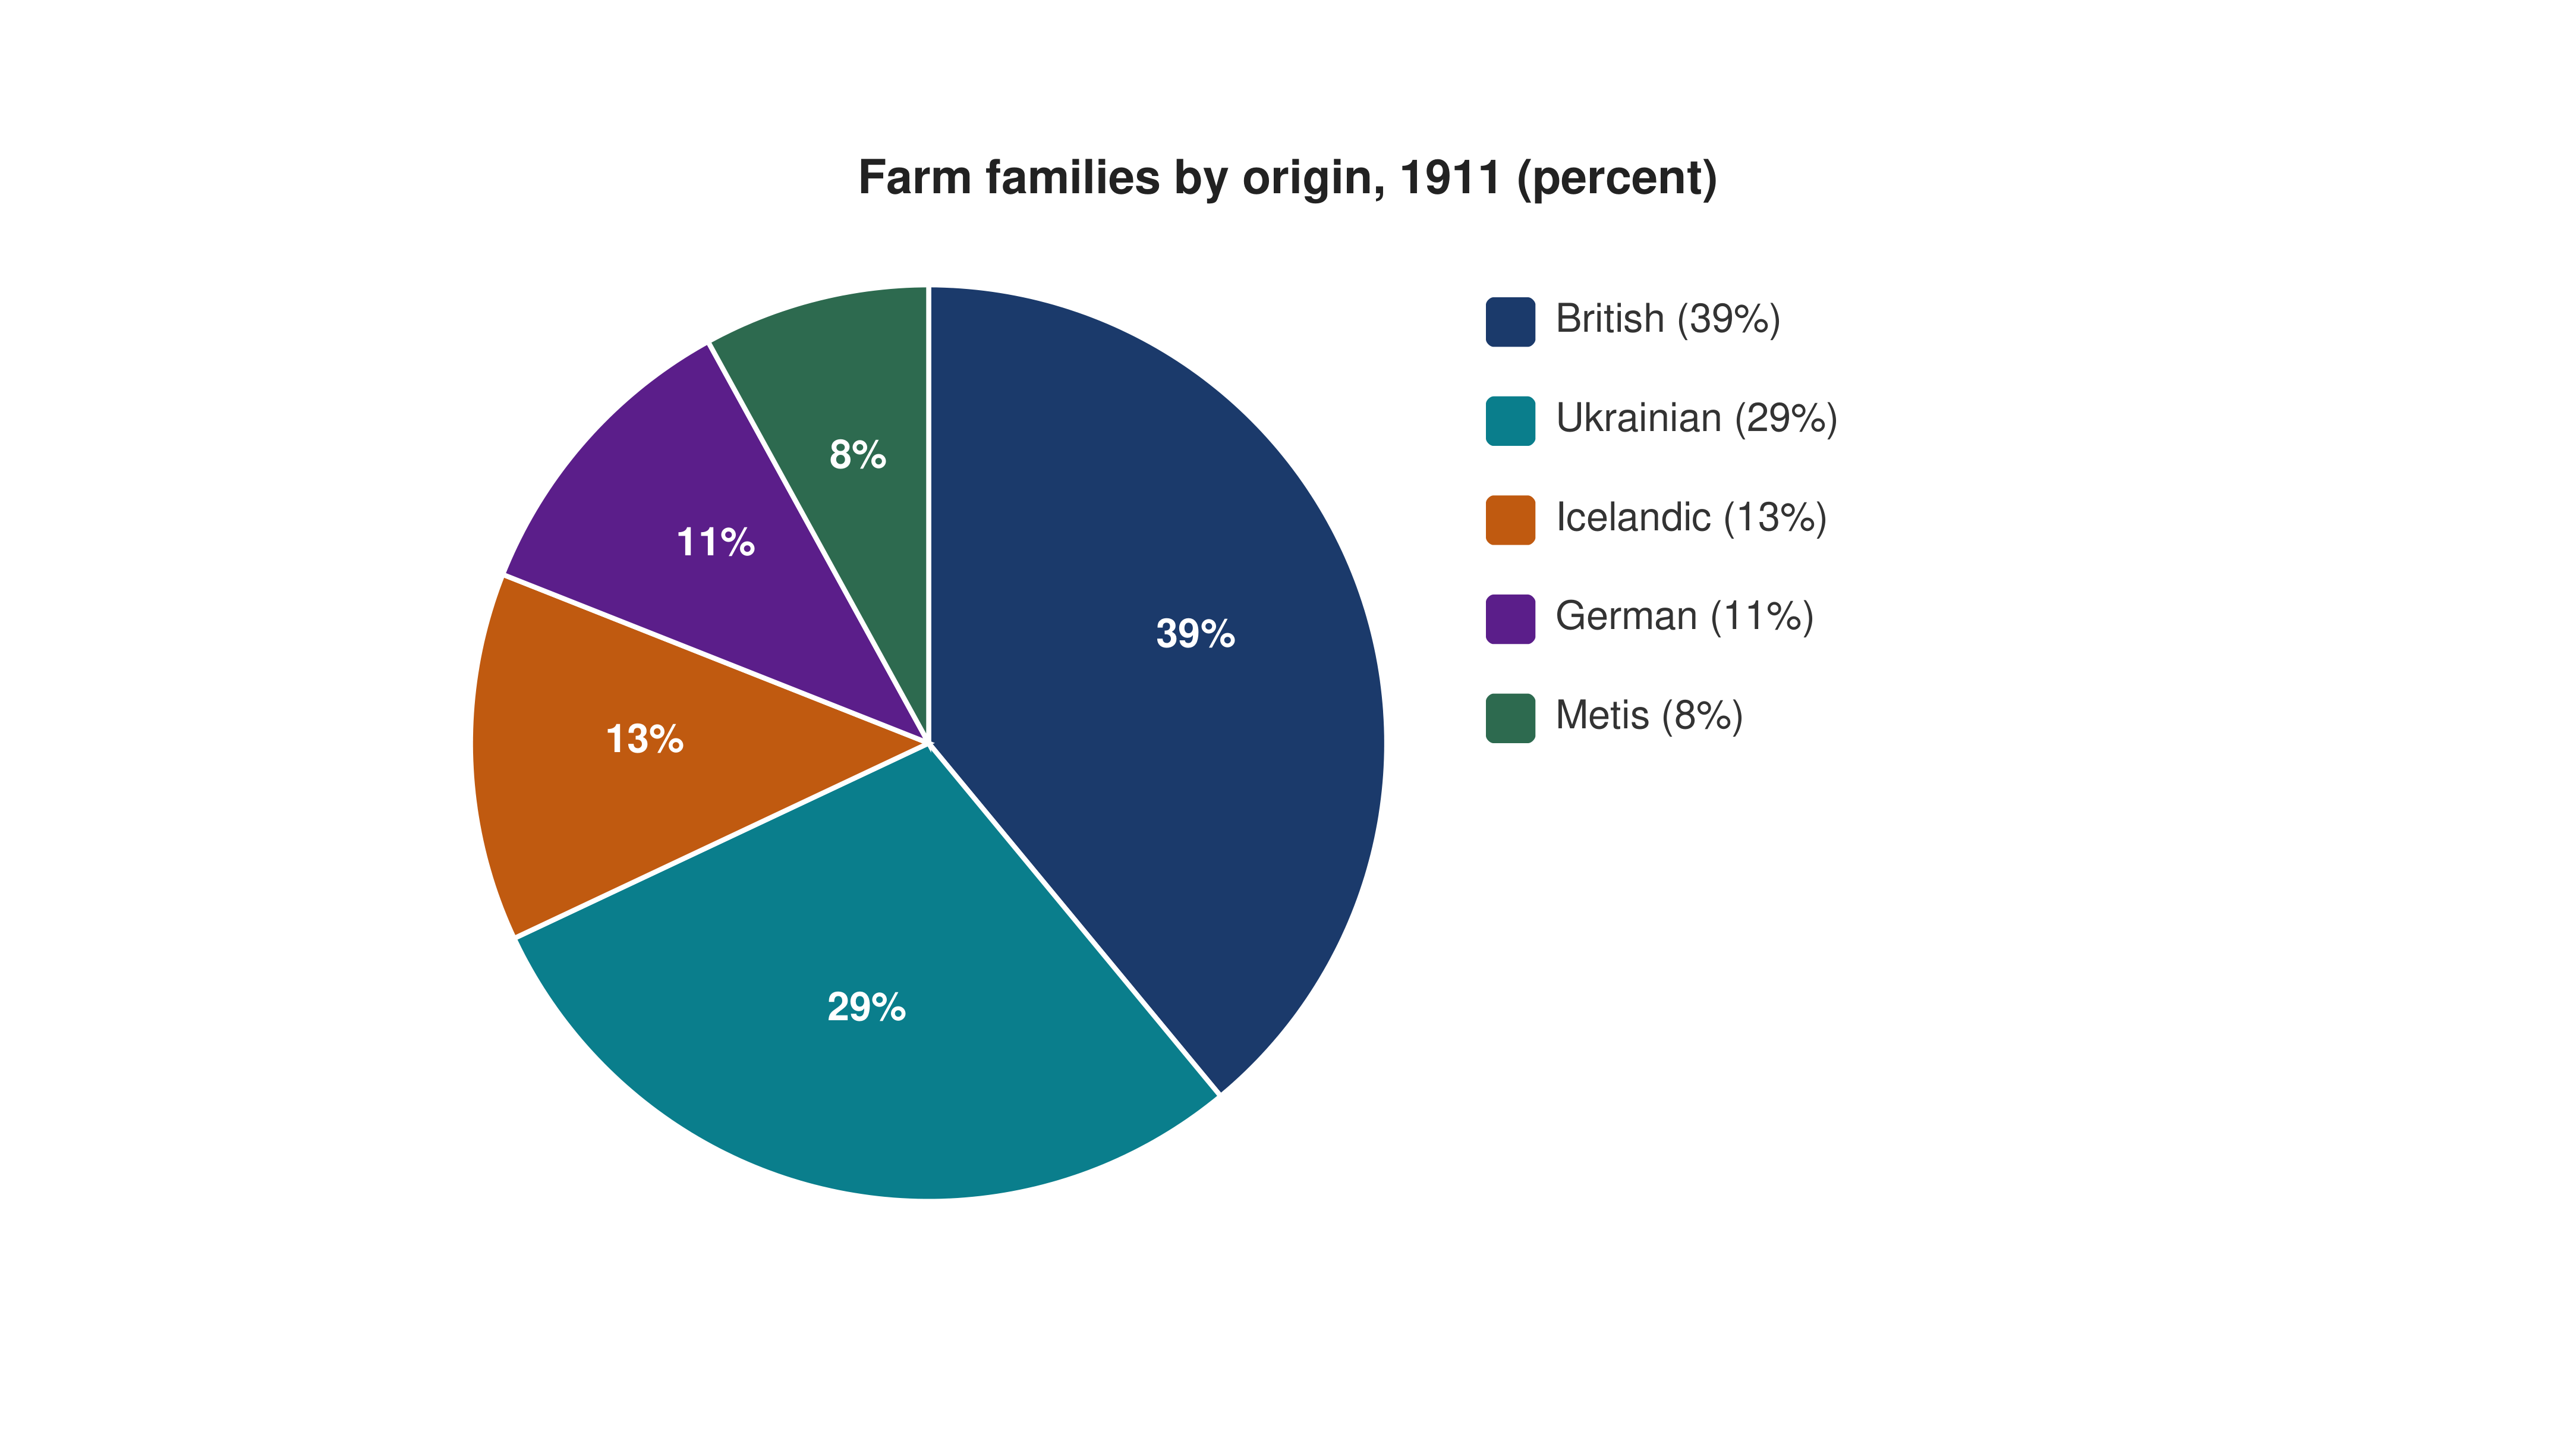 Farm families by origin, 1911 (percent)
British (39%)
Ukrainian (29%)
Icelandic (13%)
German (11%)
Metis (8%)
8%
11%
39%
13%
29%